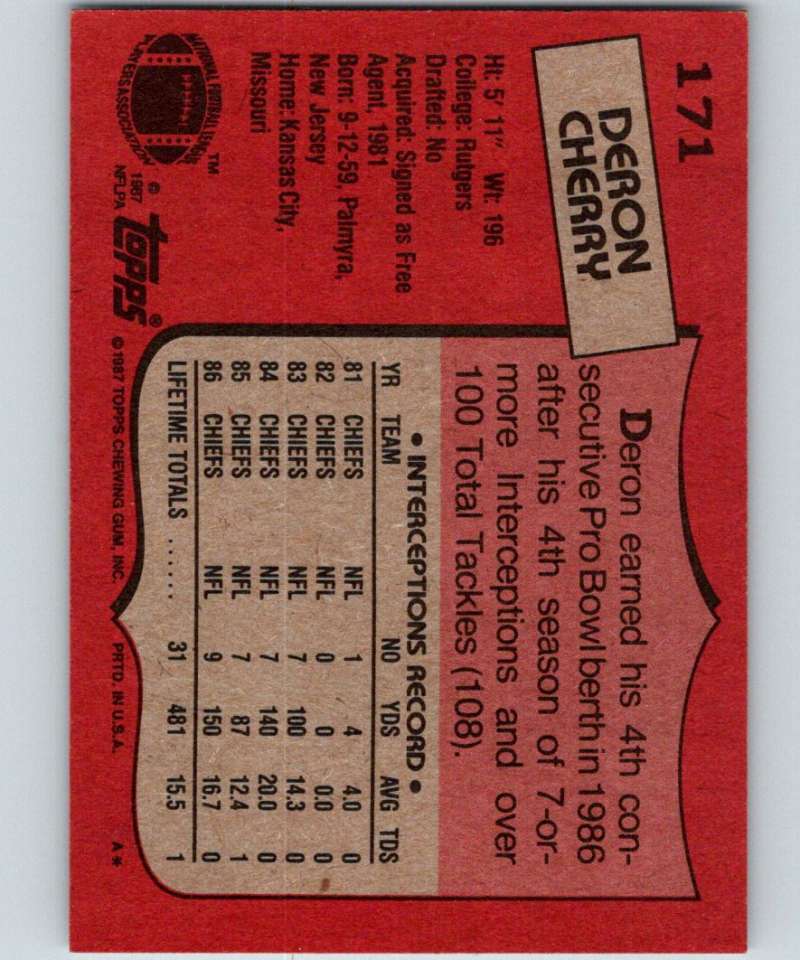 171
DERON
CHERRY
Ht: 5' 11" Wt: 196
College: Rutgers
Drafted: No
Acquired: Signed as Free
Agent, 1981
Born: 9-12-59, Palmyra,
New Jersey
Home: Kansas City,
Missouri
NATIONAL FOOTBALL LEAGUE
PLAYERS ASSOCIATION
TM
© 1987
NFLPA
topps®
Deron earned his 4th con-
secutive Pro Bowl berth in 1986
after his 4th season of 7-or-
more Interceptions and over
100 Total Tackles (108).
• INTERCEPTIONS RECORD •
YR TEAM NO YDS AVG TDS
81 CHIEFS NFL 1 4 4.0 0
82 CHIEFS NFL 0 0 0.0 0
83 CHIEFS NFL 7 100 14.3 0
84 CHIEFS NFL 7 140 20.0 0
85 CHIEFS NFL 7 87 12.4 1
86 CHIEFS NFL 9 150 16.7 0
LIFETIME TOTALS ...... 31 481 15.5 1
© 1987 TOPPS CHEWING GUM, INC. PRTD. IN U.S.A. A*